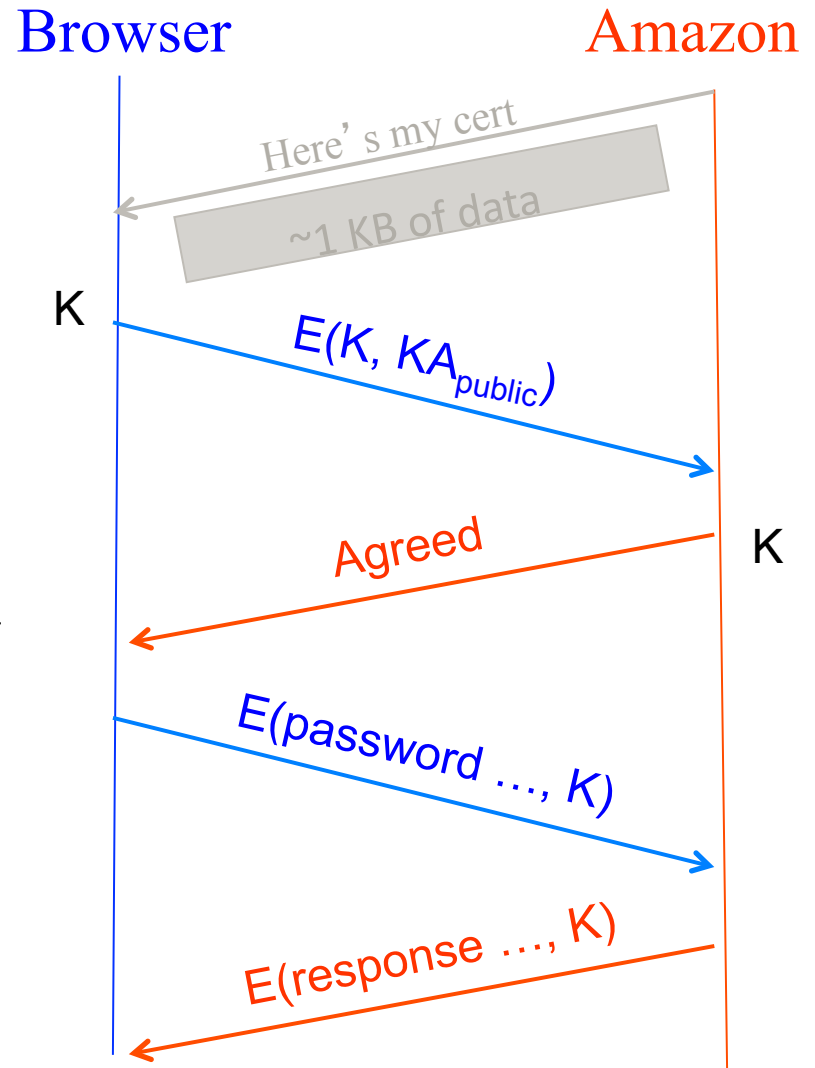 Browser
Amazon
Here’s my cert
~1 KB of data
K
E(K, KApublic)
Agreed
K
E(password …, K)
E(response …, K)